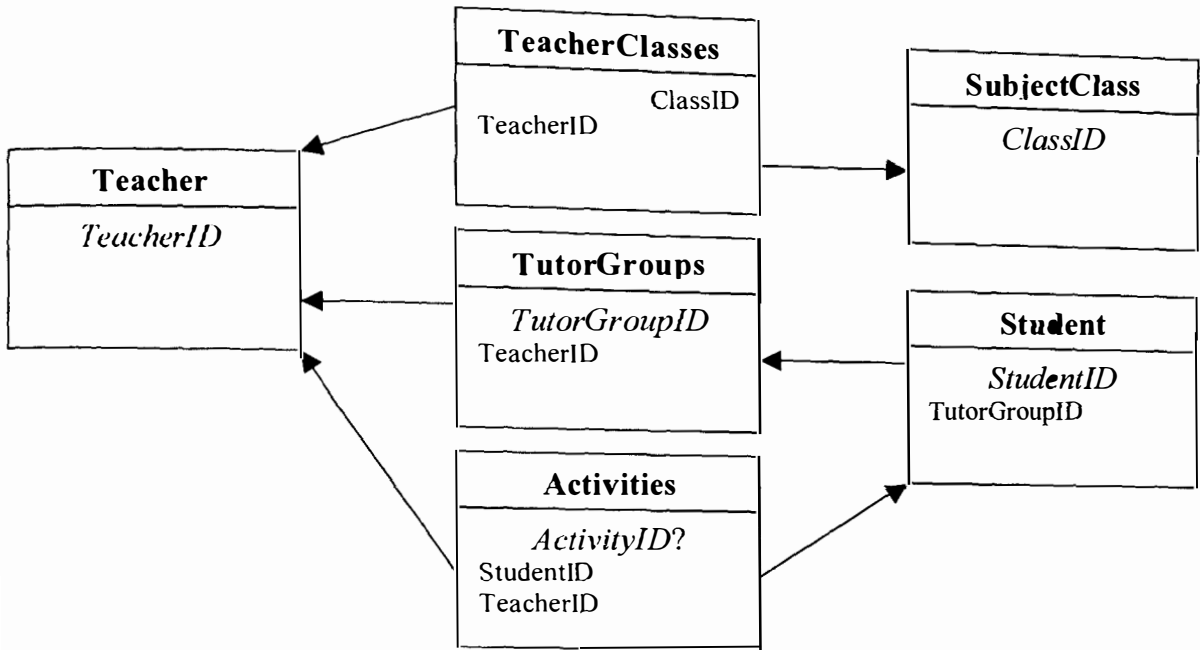 TeacherClasses
ClassID
TeacherID
SubjectClass
ClassID
Teacher
TeacherID
TutorGroups
TutorGroupID
TeacherID
Student
StudentID
TutorGroupID
Activities
ActivityID?
StudentID
TeacherID